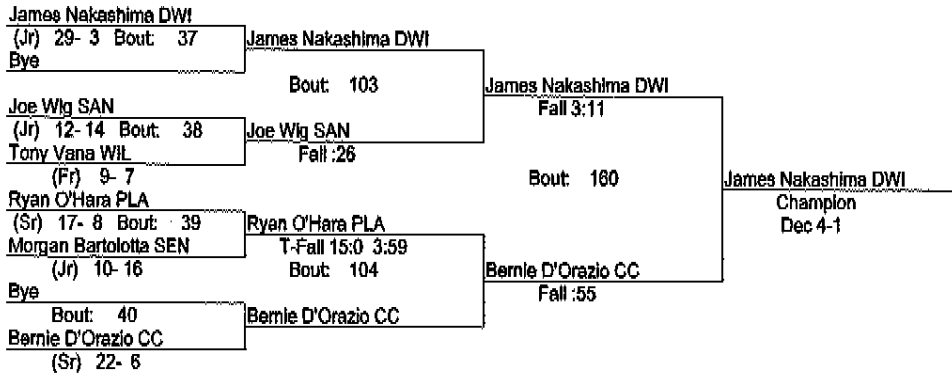 James Nakashima DWI
(Jr) 29- 3 Bout: 37
Bye
James Nakashima DWI
Bout: 103
Joe Wig SAN
(Jr) 12- 14 Bout: 38
Tony Vana WIL
(Fr) 9- 7
Joe Wig SAN
Fall :26
James Nakashima DWI
Fall 3:11
Bout: 160
Ryan O'Hara PLA
(Sr) 17- 8 Bout: 39
Morgan Bartolotta SEN
(Jr) 10- 16
Ryan O'Hara PLA
T-Fall 15:0 3:59
Bout: 104
Bye
Bout: 40
Bernie D'Orazio CC
(Sr) 22- 6
Bernie D'Orazio CC
Bernie D'Orazio CC
Fall :55
James Nakashima DWI
Champion
Dec 4-1